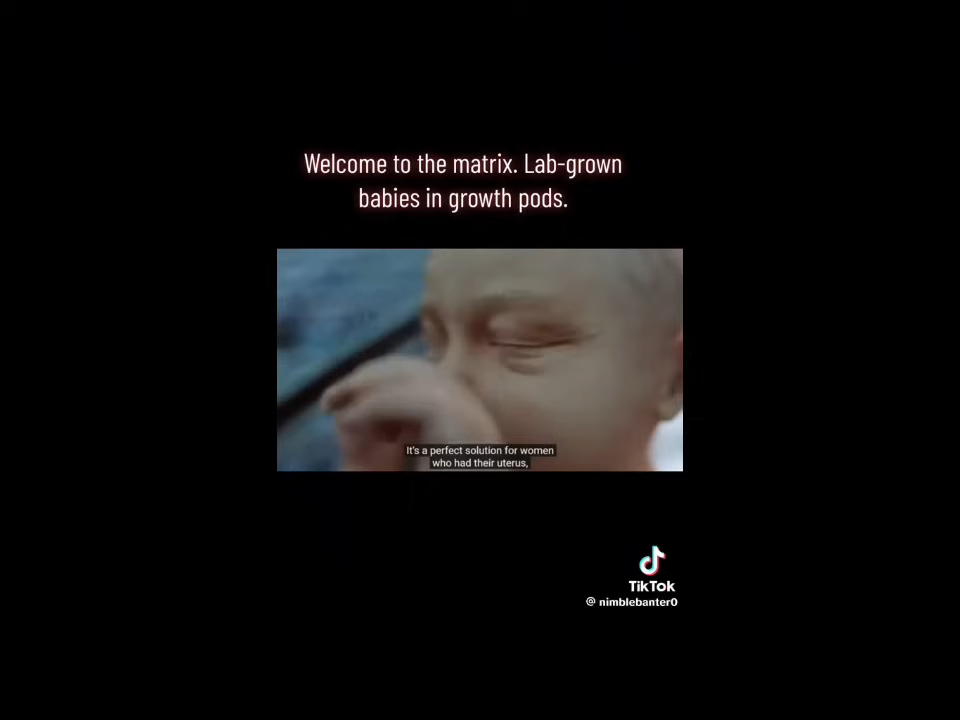 Welcome to the matrix. Lab-grown
babies in growth pods.
It's a perfect solution for women
who had their uterus,
TikTok
@ nimblebanter0